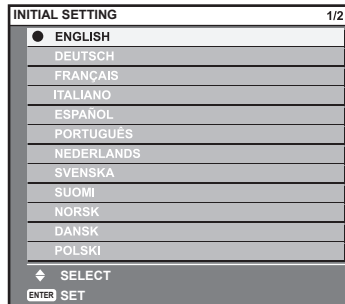 INITIAL SETTING 1/2
ENGLISH
DEUTSCH
FRANÇAIS
ITALIANO
ESPAÑOL
PORTUGUÊS
NEDERLANDS
SVENSKA
SUOMI
NORSK
DANSK
POLSKI
SELECT
ENTER SET